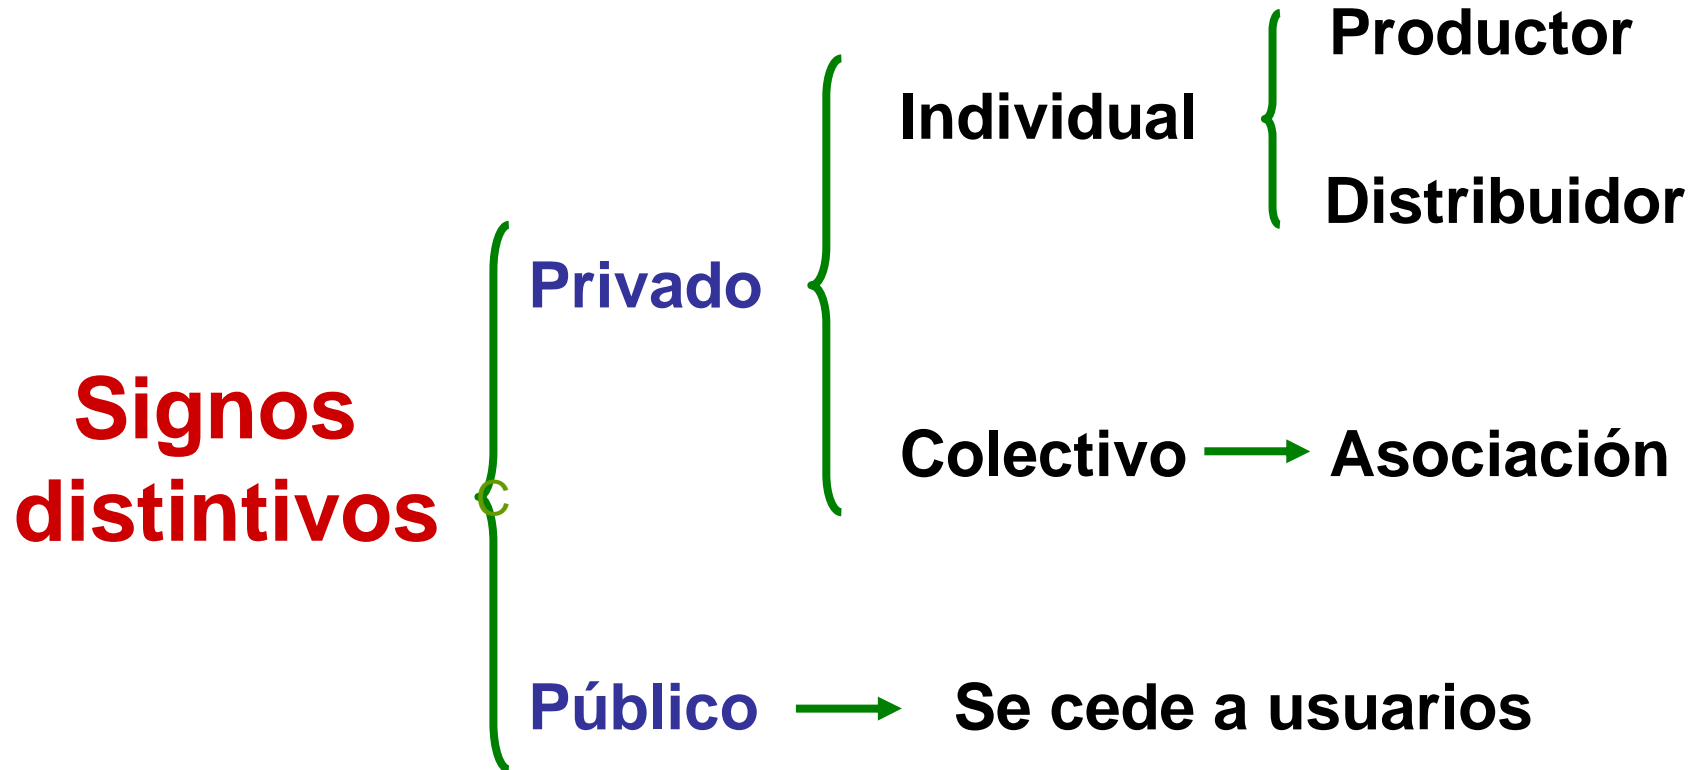 Productor
Individual
Distribuidor
Privado
Signos
distintivos
C
Colectivo
Asociación
Público
Se cede a usuarios